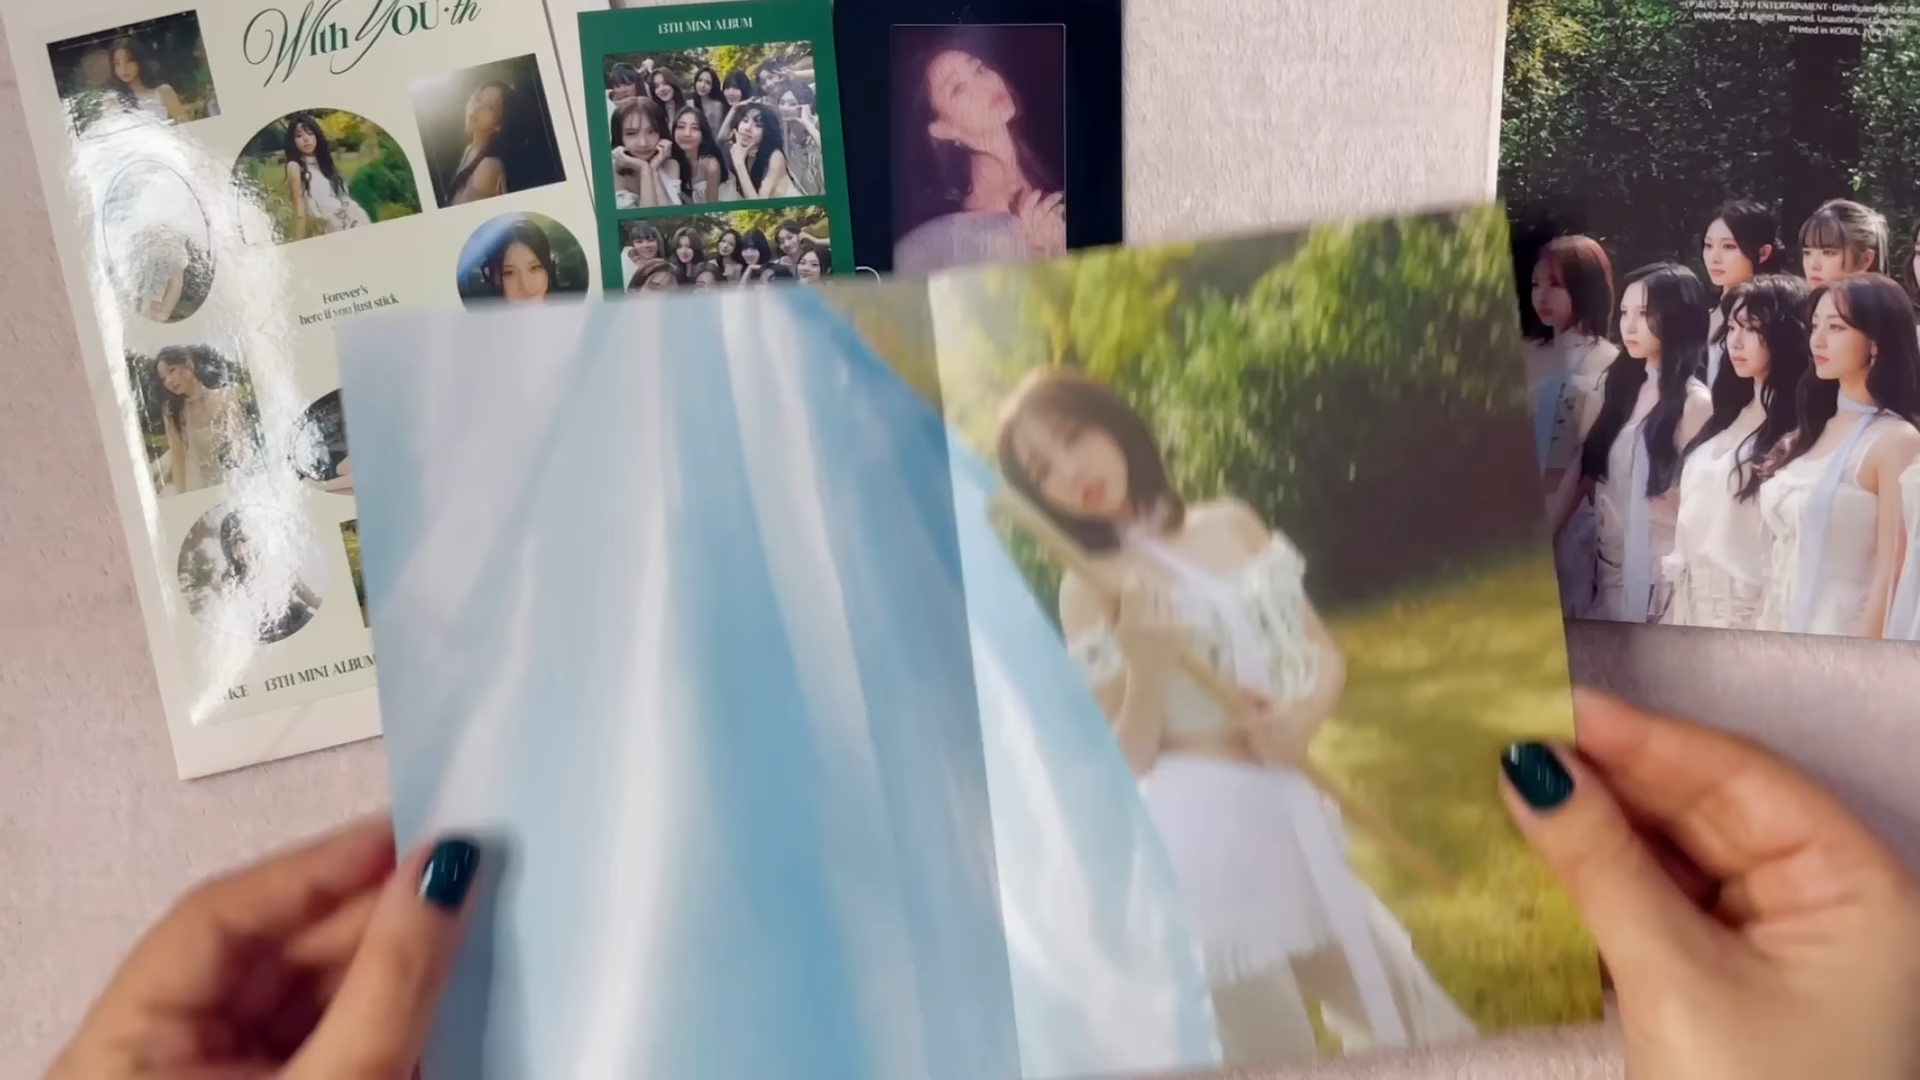 With YOU-th
Forever's
here if you just stick
13TH MINI ALBUM
13TH MINI ALBUM
(P)&(C) 2024 JYP ENTERTAINMENT. Distributed by
WARNING: All Rights Reserved. Unauthorized
Printed in KOREA.